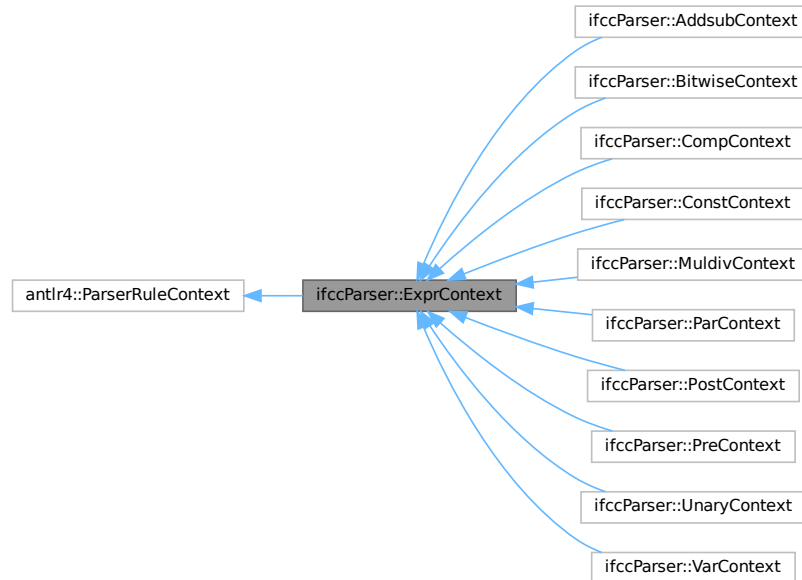 ifccParser::AddsubContext
ifccParser::BitwiseContext
ifccParser::CompContext
ifccParser::ConstContext
ifccParser::MuldivContext
antlr4::ParserRuleContext
ifccParser::ExprContext
ifccParser::ParContext
ifccParser::PostContext
ifccParser::PreContext
ifccParser::UnaryContext
ifccParser::VarContext